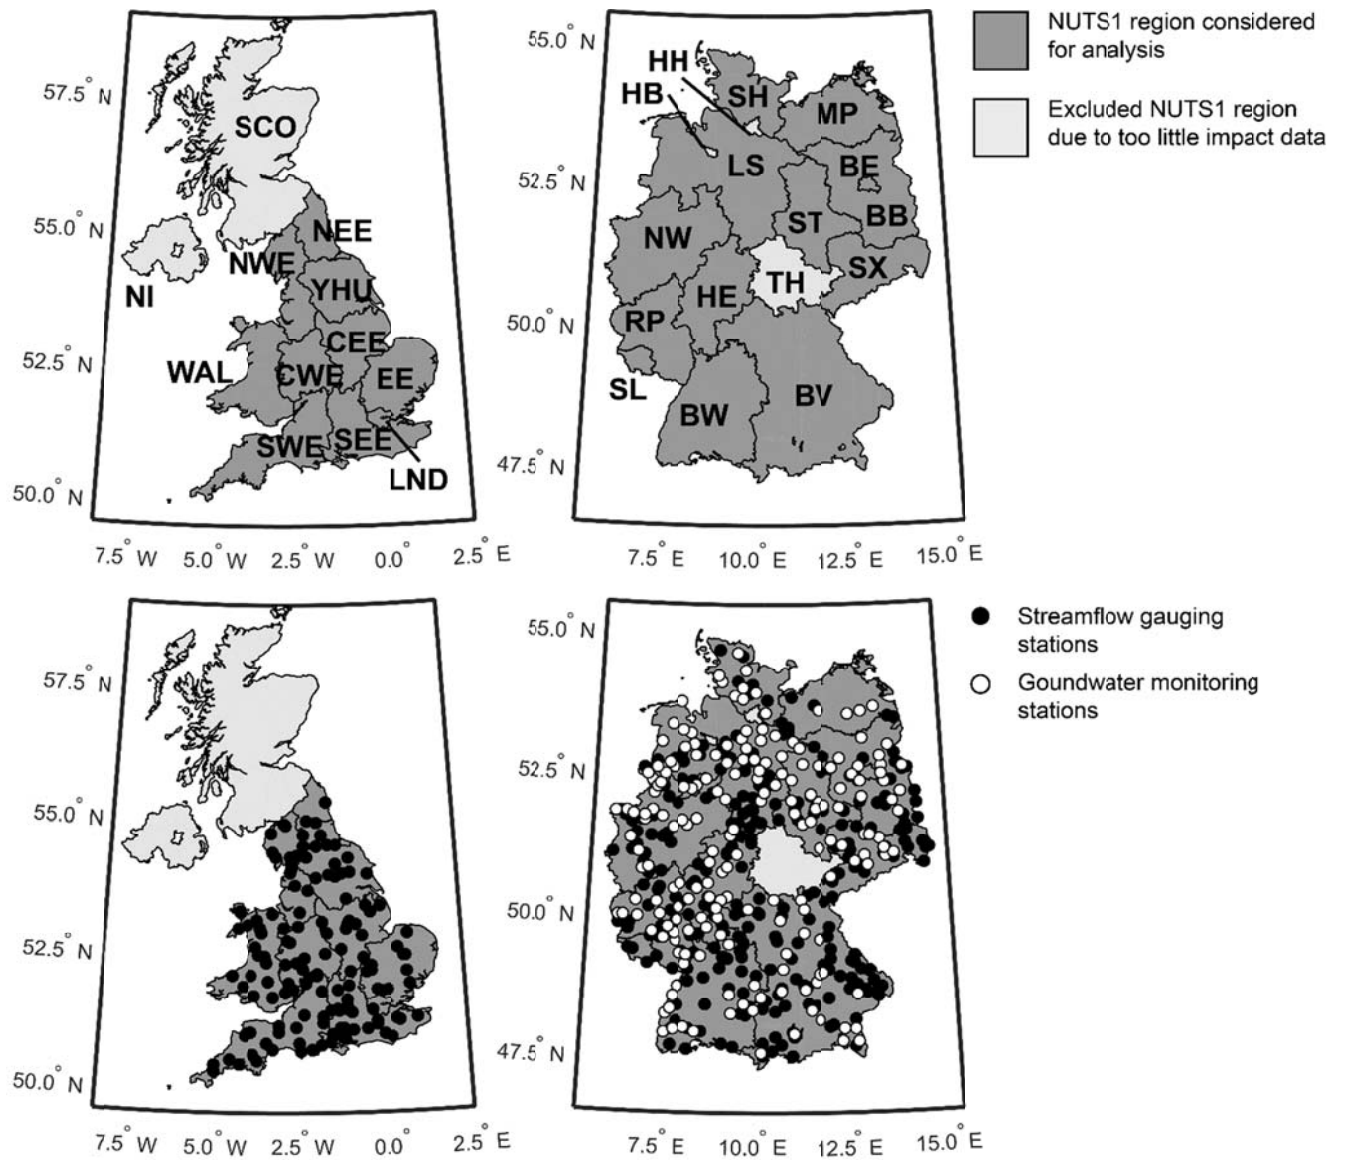 57.5° N
55.0° N
52.5° N
50.0° N
SCO
NEE
NWE
NI
YHU
CEE
WAL
CWE
EE
SWE
SEE
LND
7.5° W
5.0° W
2.5° W
0.0°
2.5° E
55.0° N
52.5° N
50.0° N
47.5° N
HH
HB
SH
MP
LS
BE
BB
ST
NW
SX
TH
HE
RP
SL
BW
BV
7.5° E
10.0° E
12.5° E
15.0° E
NUTS1 region considered
for analysis
Excluded NUTS1 region
due to too little impact data
57.5° N
55.0° N
52.5° N
50.0° N
7.5° W
5.0° W
2.5° W
0.0°
2.5° E
55.0° N
52.5° N
50.0° N
47.5° N
7.5° E
10.0° E
12.5° E
15.0° E
Streamflow gauging
stations
Goundwater monitoring
stations